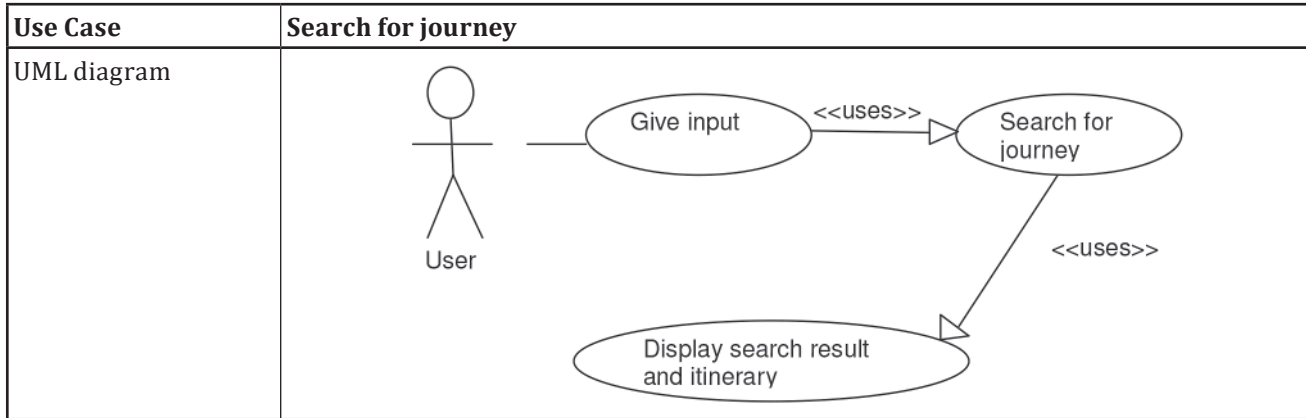 Use Case
Search for journey
UML diagram
Give input
<<uses>>
Search for
journey
User
<<uses>>
Display search result
and itinerary